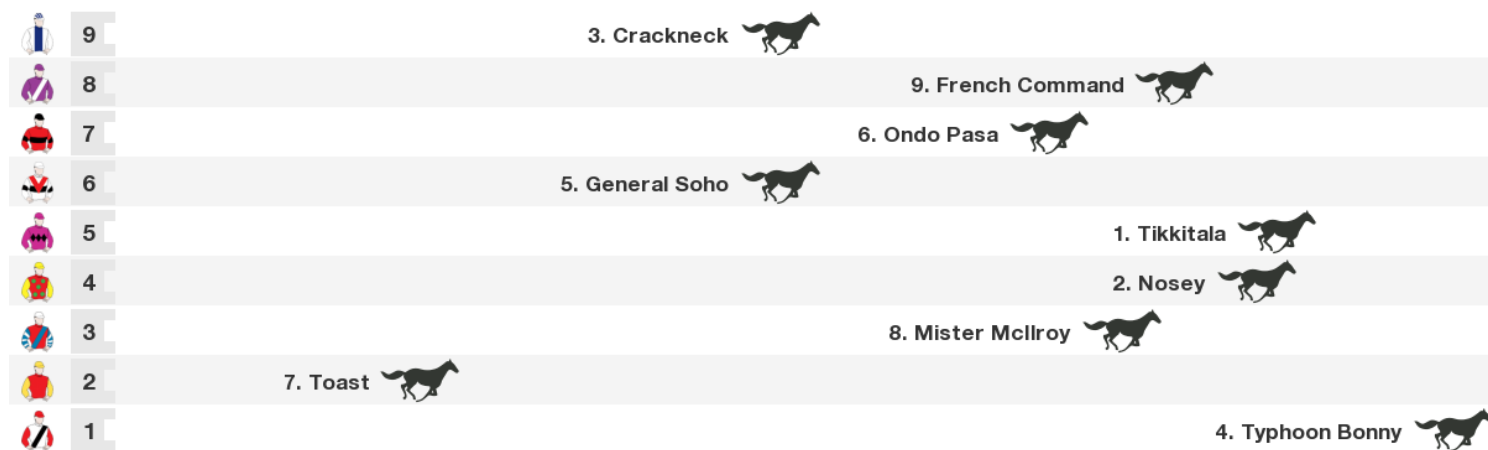 9 3. Crackneck
8 9. French Command
7 6. Ondo Pasa
6 5. General Soho
5 1. Tikkitala
4 2. Nosey
3 8. Mister McIlroy
2 7. Toast
1 4. Typhoon Bonny